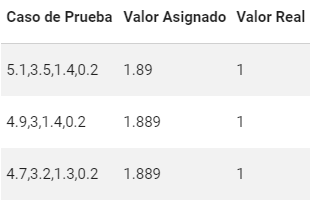 Caso de Prueba Valor Asignado Valor Real
5.1,3.5,1.4,0.2 1.89 1
4.9,3,1.4,0.2 1.889 1
4.7,3.2,1.3,0.2 1.889 1